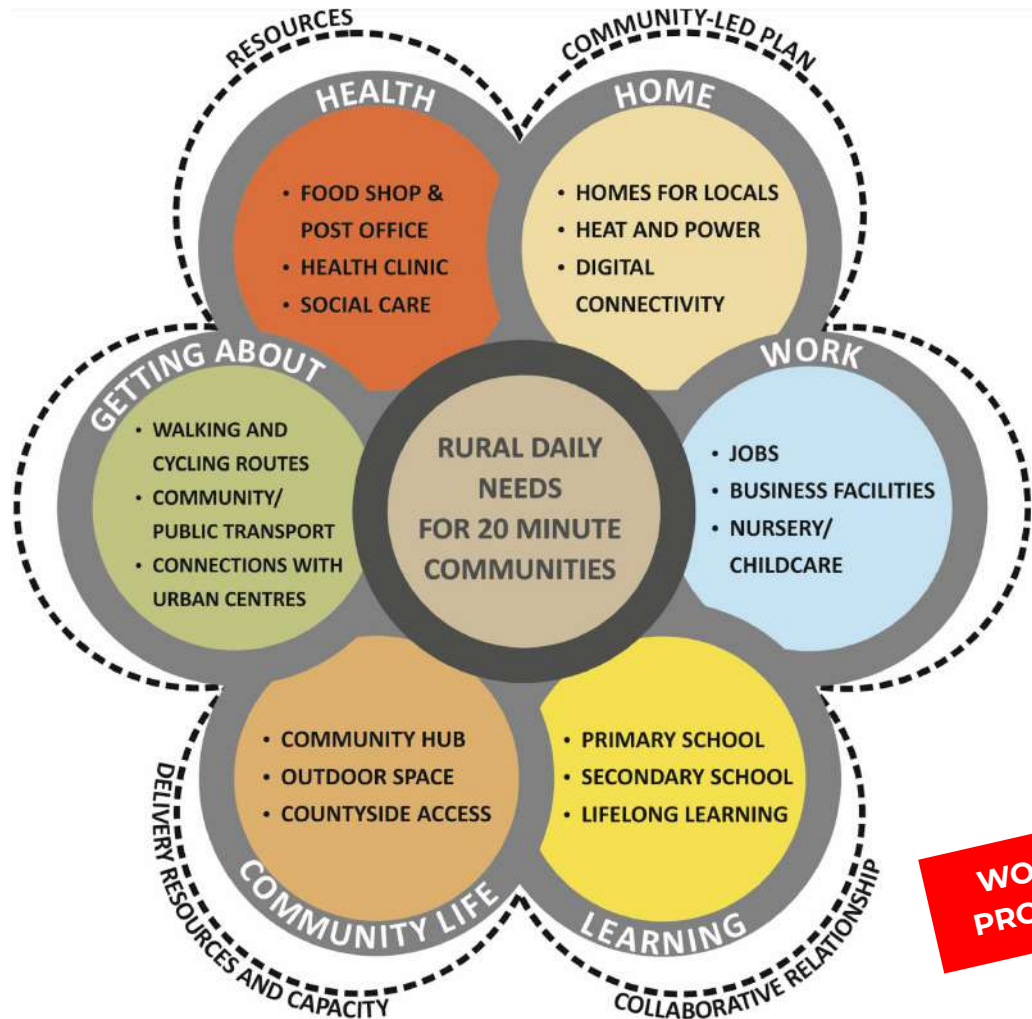 RESOURCES
COMMUNITY-LED PLAN
HEALTH
• FOOD SHOP &
POST OFFICE
• HEALTH CLINIC
• SOCIAL CARE
HOME
• HOMES FOR LOCALS
• HEAT AND POWER
• DIGITAL
CONNECTIVITY
GETTING ABOUT
• WALKING AND
CYCLING ROUTES
• COMMUNITY/
PUBLIC TRANSPORT
• CONNECTIONS WITH
URBAN CENTRES
RURAL DAILY
NEEDS
FOR 20 MINUTE
COMMUNITIES
WORK
• JOBS
• BUSINESS FACILITIES
• NURSERY/
CHILDCARE
• COMMUNITY HUB
• OUTDOOR SPACE
• COUNTYSIDE ACCESS
COMMUNITY LIFE
• PRIMARY SCHOOL
• SECONDARY SCHOOL
• LIFELONG LEARNING
LEARNING
DELIVERY RESOURCES AND CAPACITY
COLLABORATIVE RELATIONSHIP